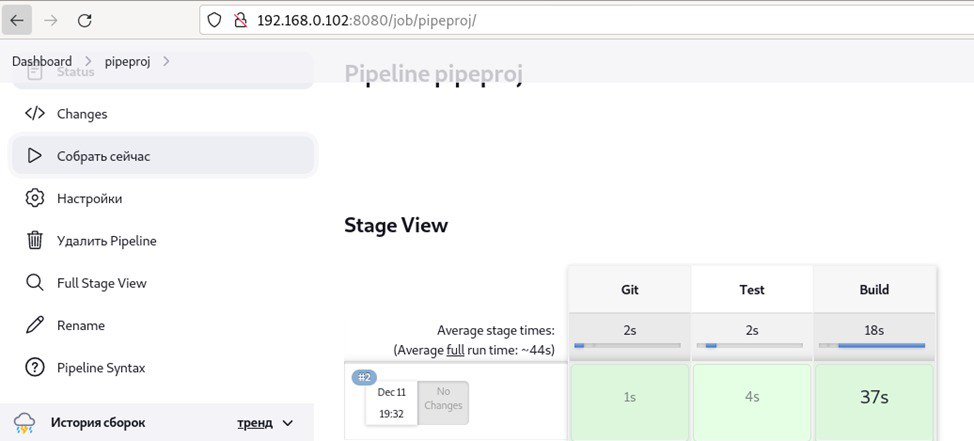 192.168.0.102:8080/job/pipeproj/
Dashboard pipeproj
Status
Pipeline pipeproj
Changes
Собрать сейчас
Настройки
Удалить Pipeline
Full Stage View
Rename
Pipeline Syntax
История сборок тренд
Stage View
Git Test Build
Average stage times: 2s 2s 18s
(Average full run time: ~44s)
#2
Dec 11
19:32
No
Changes
1s 4s 37s